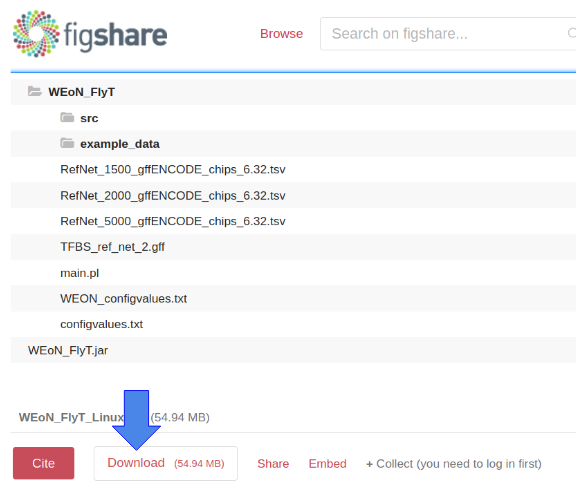 figshare Browse Search on figshare...
WEoN_FlyT
src
example_data
RefNet_1500_gffENCODE_chips_6.32.tsv
RefNet_2000_gffENCODE_chips_6.32.tsv
RefNet_5000_gffENCODE_chips_6.32.tsv
TFBS_ref_net_2.gff
main.pl
WEON_configvalues.txt
configvalues.txt
WEoN_FlyT.jar
WEoN_FlyT_Linux (54.94 MB)
Cite Download (54.94 MB) Share Embed + Collect (you need to log in first)